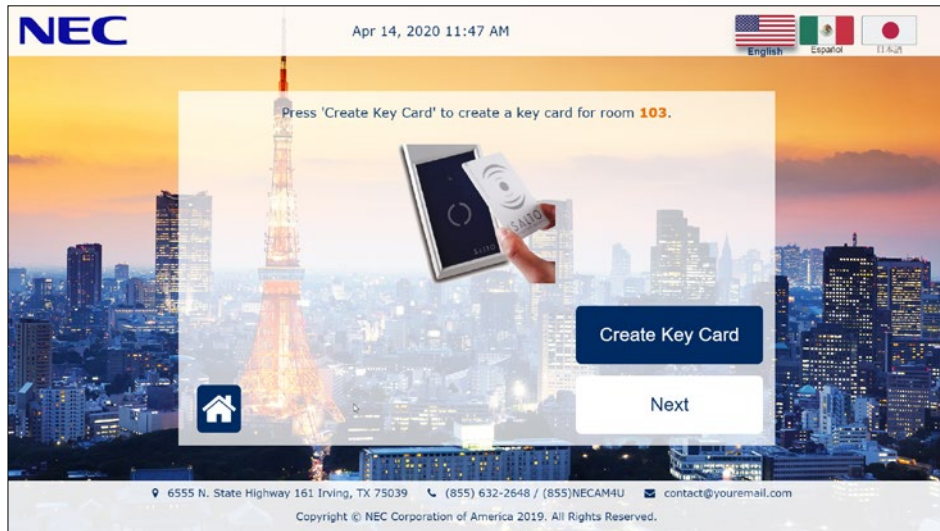 NEC
Apr 14, 2020 11:47 AM
English
Español
日本語
Press 'Create Key Card' to create a key card for room 103.
SALTO
SALTO
Create Key Card
Next
6555 N. State Highway 161 Irving, TX 75039 (855) 632-2648 / (855)NECAM4U contact@youremail.com
Copyright © NEC Corporation of America 2019. All Rights Reserved.